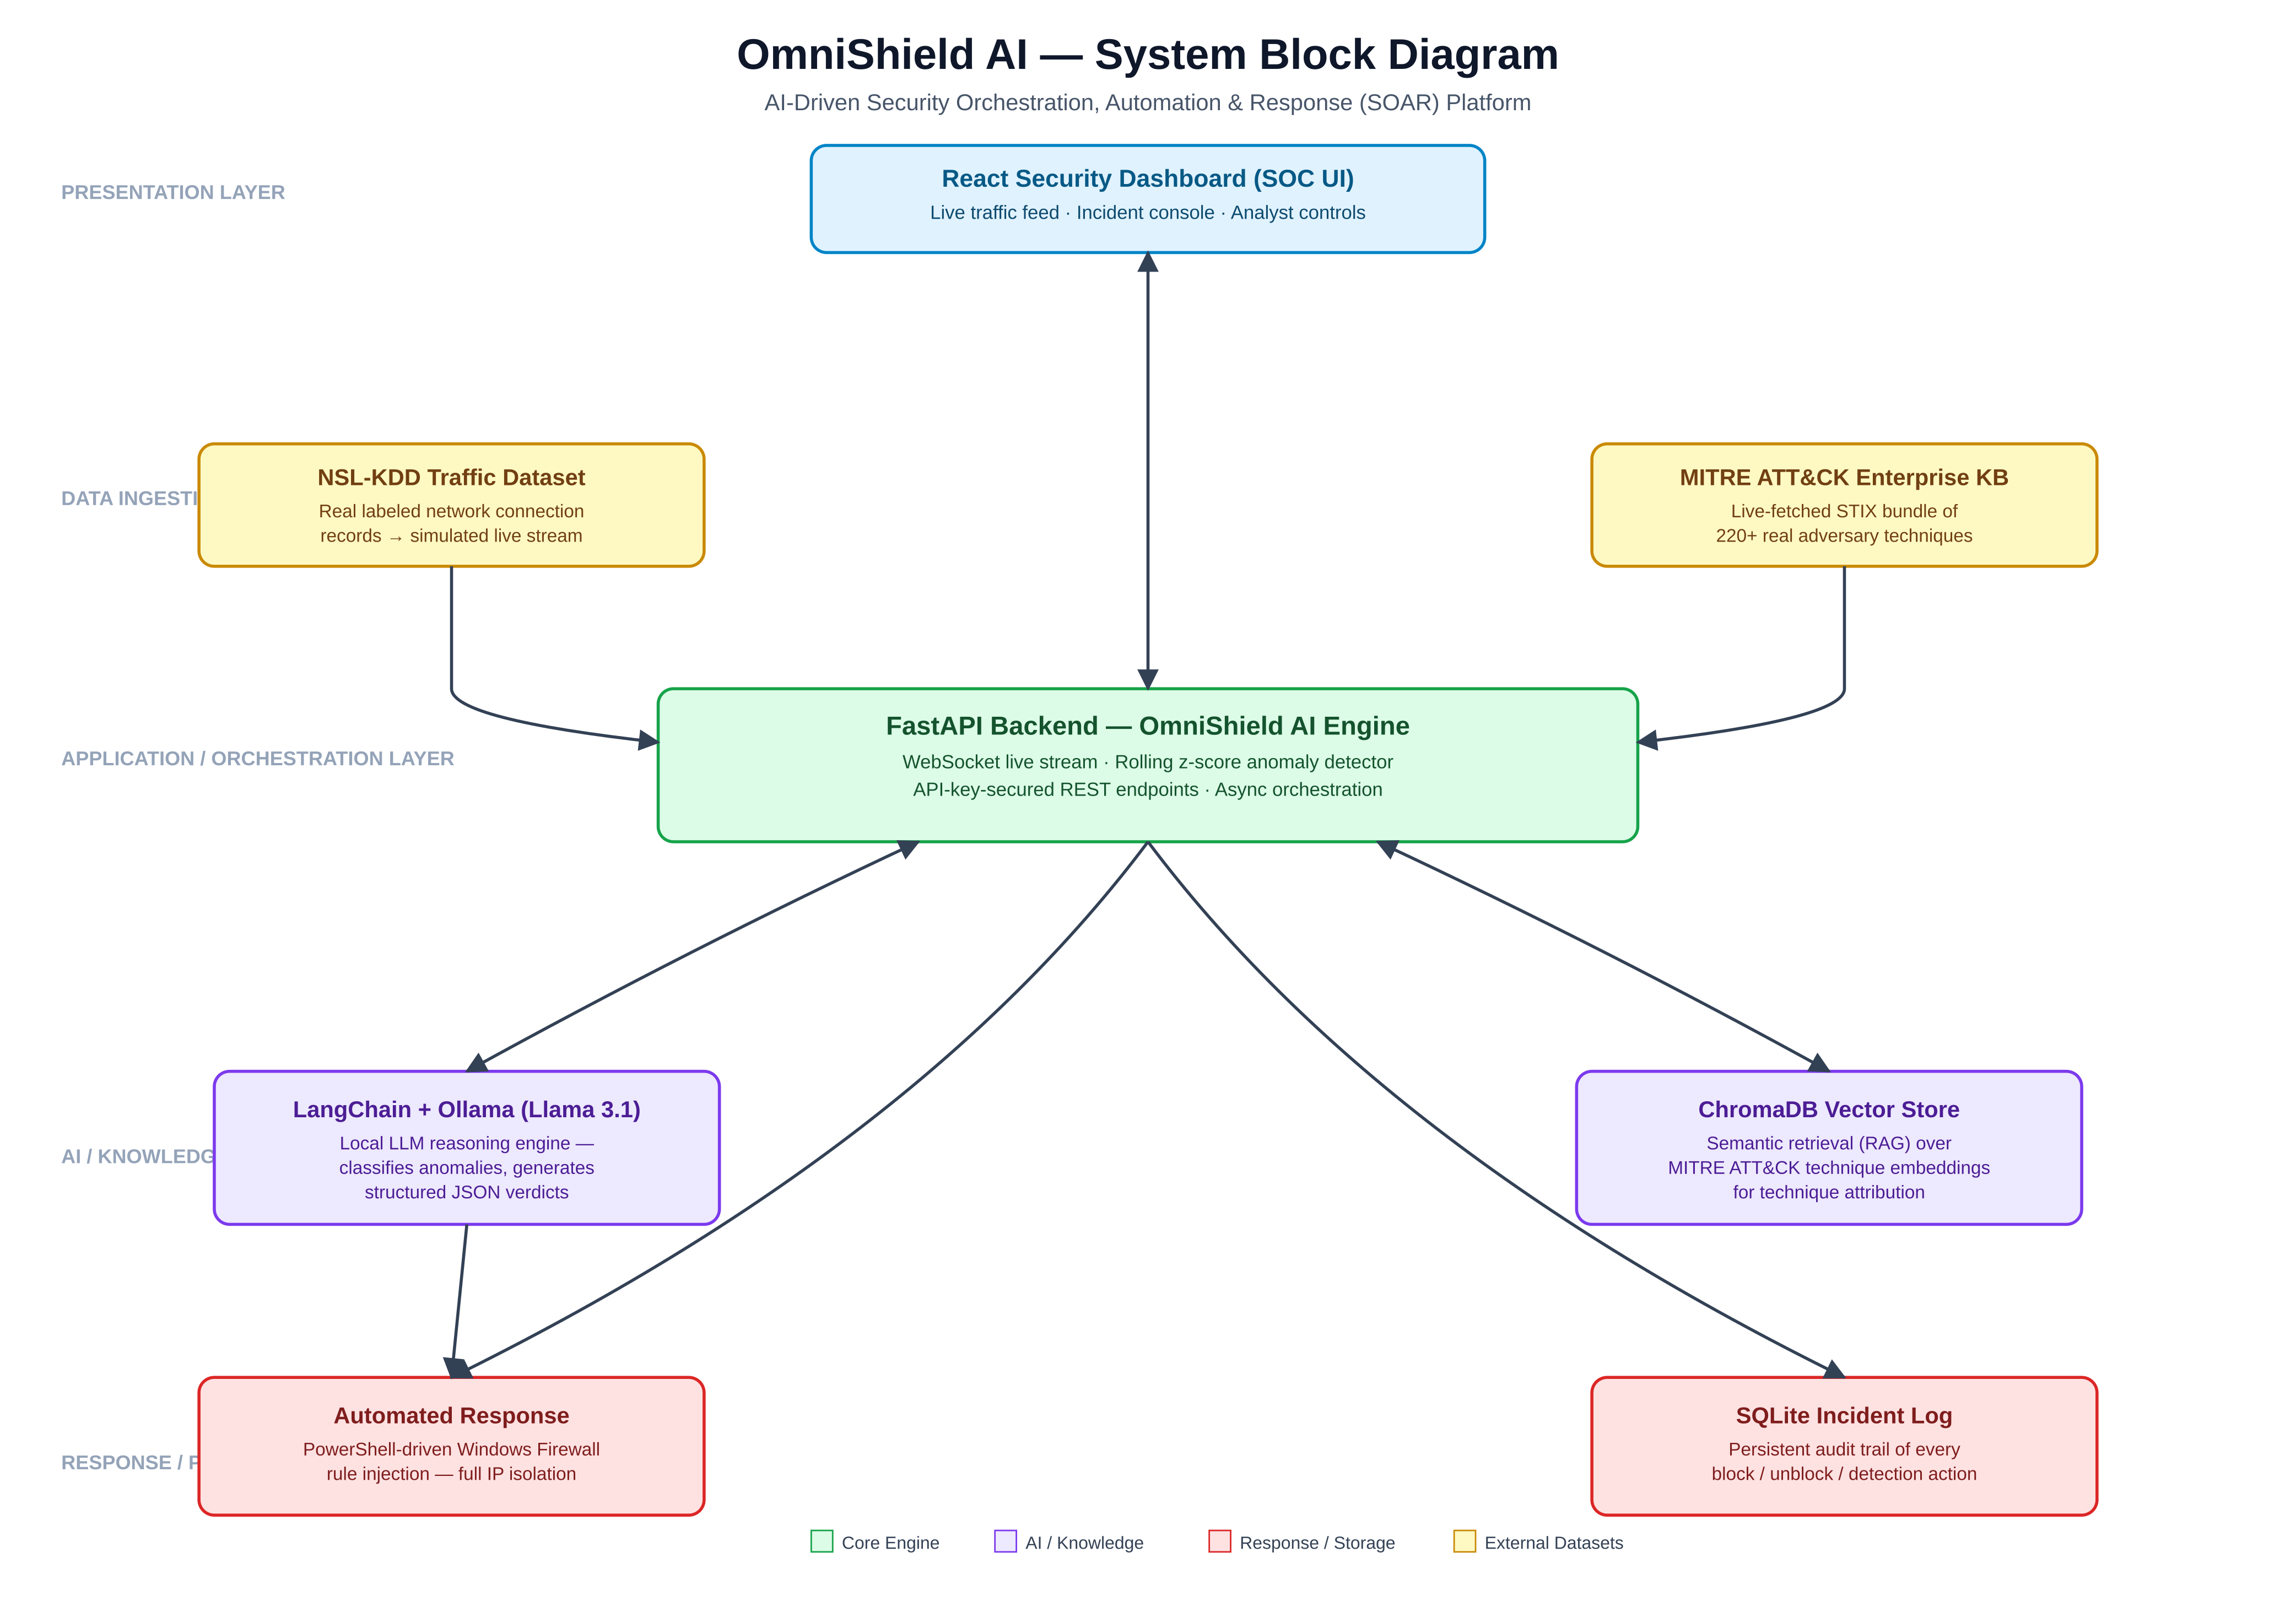 OmniShield AI — System Block Diagram
AI-Driven Security Orchestration, Automation & Response (SOAR) Platform
PRESENTATION LAYER
React Security Dashboard (SOC UI)
Live traffic feed · Incident console · Analyst controls
DATA INGESTI
NSL-KDD Traffic Dataset
Real labeled network connection
records → simulated live stream
MITRE ATT&CK Enterprise KB
Live-fetched STIX bundle of
220+ real adversary techniques
APPLICATION / ORCHESTRATION LAYER
FastAPI Backend — OmniShield AI Engine
WebSocket live stream · Rolling z-score anomaly detector
API-key-secured REST endpoints · Async orchestration
AI / KNOWLEDG
LangChain + Ollama (Llama 3.1)
Local LLM reasoning engine —
classifies anomalies, generates
structured JSON verdicts
ChromaDB Vector Store
Semantic retrieval (RAG) over
MITRE ATT&CK technique embeddings
for technique attribution
RESPONSE / P
Automated Response
PowerShell-driven Windows Firewall
rule injection — full IP isolation
SQLite Incident Log
Persistent audit trail of every
block / unblock / detection action
Core Engine
AI / Knowledge
Response / Storage
External Datasets